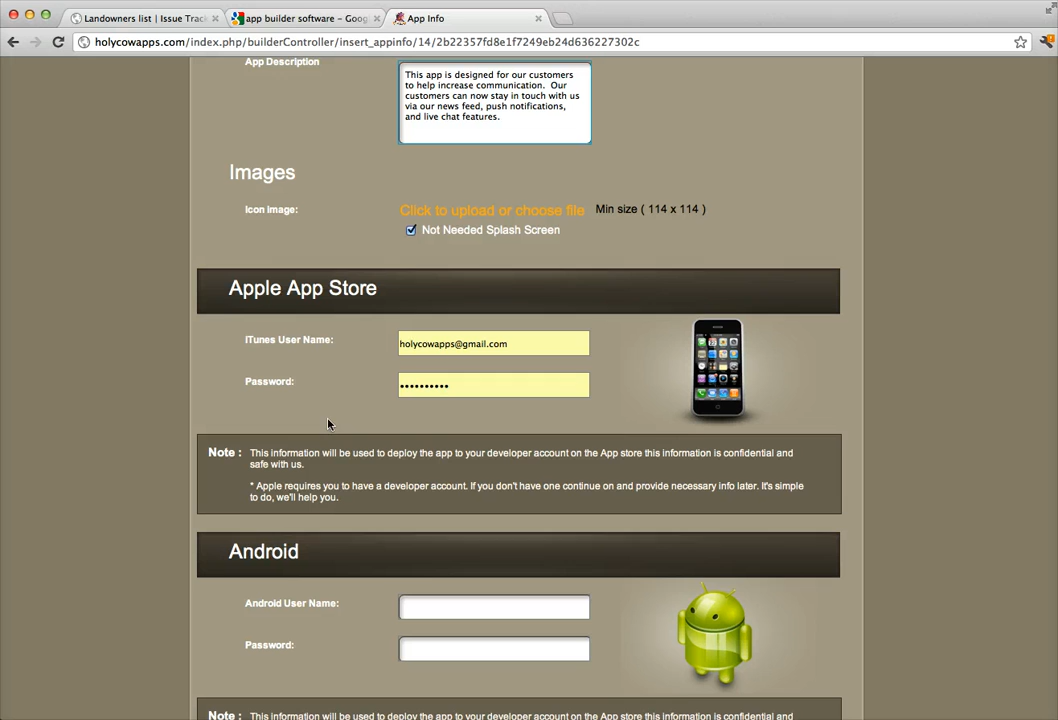 Landowners list | Issue Track
app builder software - Goog
App Info
holycowapps.com/index.php/builderController/insert_appinfo/14/2b22357fd8e1f7249eb24d636227302c
App Description
This app is designed for our customers
to help increase communication. Our
customers can now stay in touch with us
via our news feed, push notifications,
and live chat features.
Images
Icon Image:
Click to upload or choose file
Min size ( 114 x 114 )
Not Needed Splash Screen
Apple App Store
ITunes User Name:
holycowapps@gmail.com
Password:
••••••••••
Note :
This information will be used to deploy the app to your developer account on the App store this information is confidential and
safe with us.
* Apple requires you to have a developer account. If you don't have one continue on and provide necessary info later. It's simple
to do, we'll help you.
Android
Android User Name:
Password:
Note :
This information will be used to deploy the app to your developer account on the App store this information is confidential and